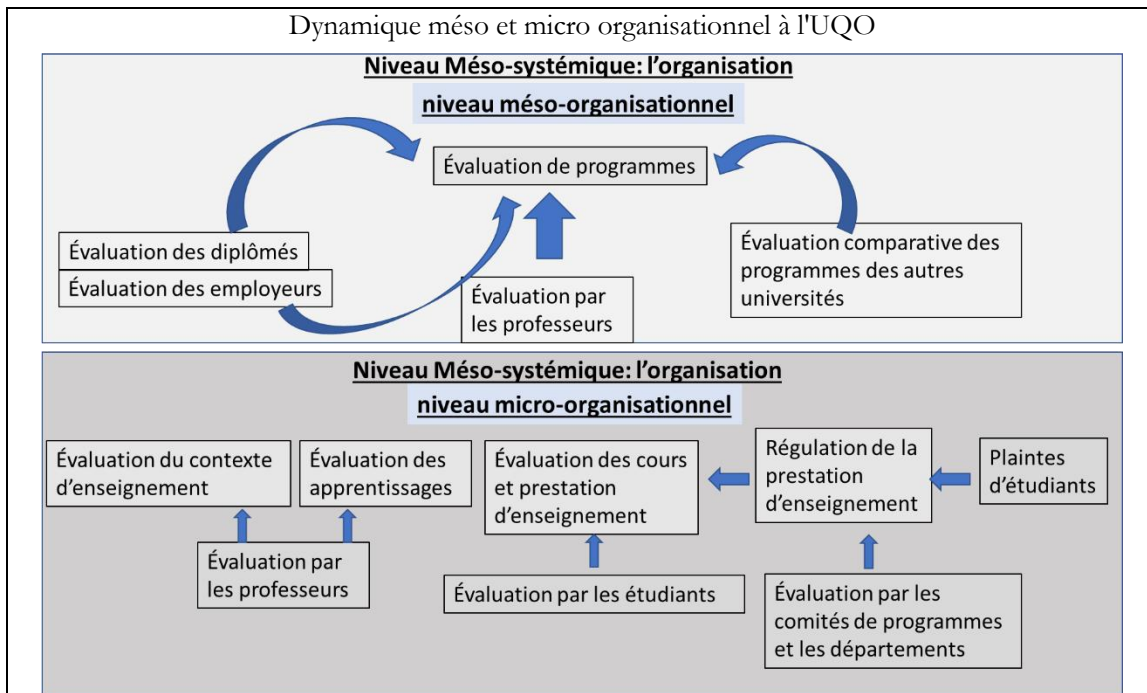 Dynamique méso et micro organisationnel à l'UQO
Niveau Méso-systémique: l’organisation
niveau méso-organisationnel
Évaluation de programmes
Évaluation des diplômés
Évaluation des employeurs
Évaluation par
les professeurs
Évaluation comparative des
programmes des autres
universités
Niveau Méso-systémique: l’organisation
niveau micro-organisationnel
Évaluation du contexte
d’enseignement
Évaluation des
apprentissages
Évaluation des cours
et prestation
d’enseignement
Régulation de la
prestation
d’enseignement
Plaintes
d’étudiants
Évaluation par
les professeurs
Évaluation par les étudiants
Évaluation par les
comités de programmes
et les départements